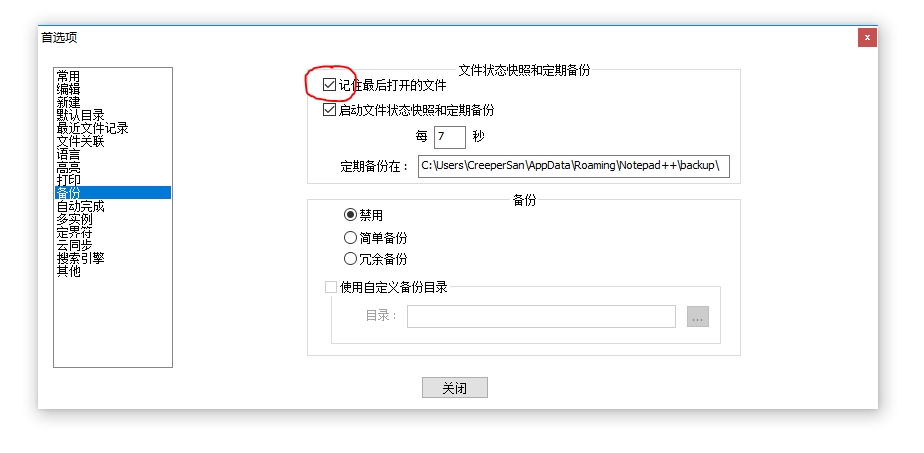 首选项
x
常用
编辑
新建
默认目录
最近文件记录
文件关联
语言
高亮
打印
备份
自动完成
多实例
定界符
云同步
搜索引擎
其他
文件状态快照和定期备份
记住最后打开的文件
启动文件状态快照和定期备份
每 7 秒
定期备份在： C:\Users\CreeperSan\AppData\Roaming\Notepad++\backup\
备份
禁用
简单备份
冗余备份
使用自定义备份目录
目录： ...
关闭